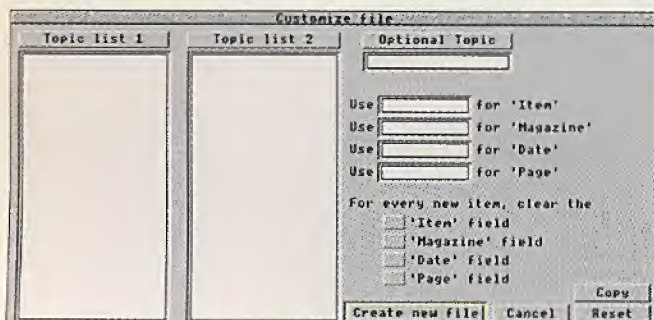 Customize file
Topic list 1
Topic list 2
Optional Topic
Use for 'Item'
Use for 'Magazine'
Use for 'Date'
Use for 'Page'
For every new item, clear the
'Item' field
'Magazine' field
'Date' field
'Page' field
Copy
Create new file
Cancel
Reset